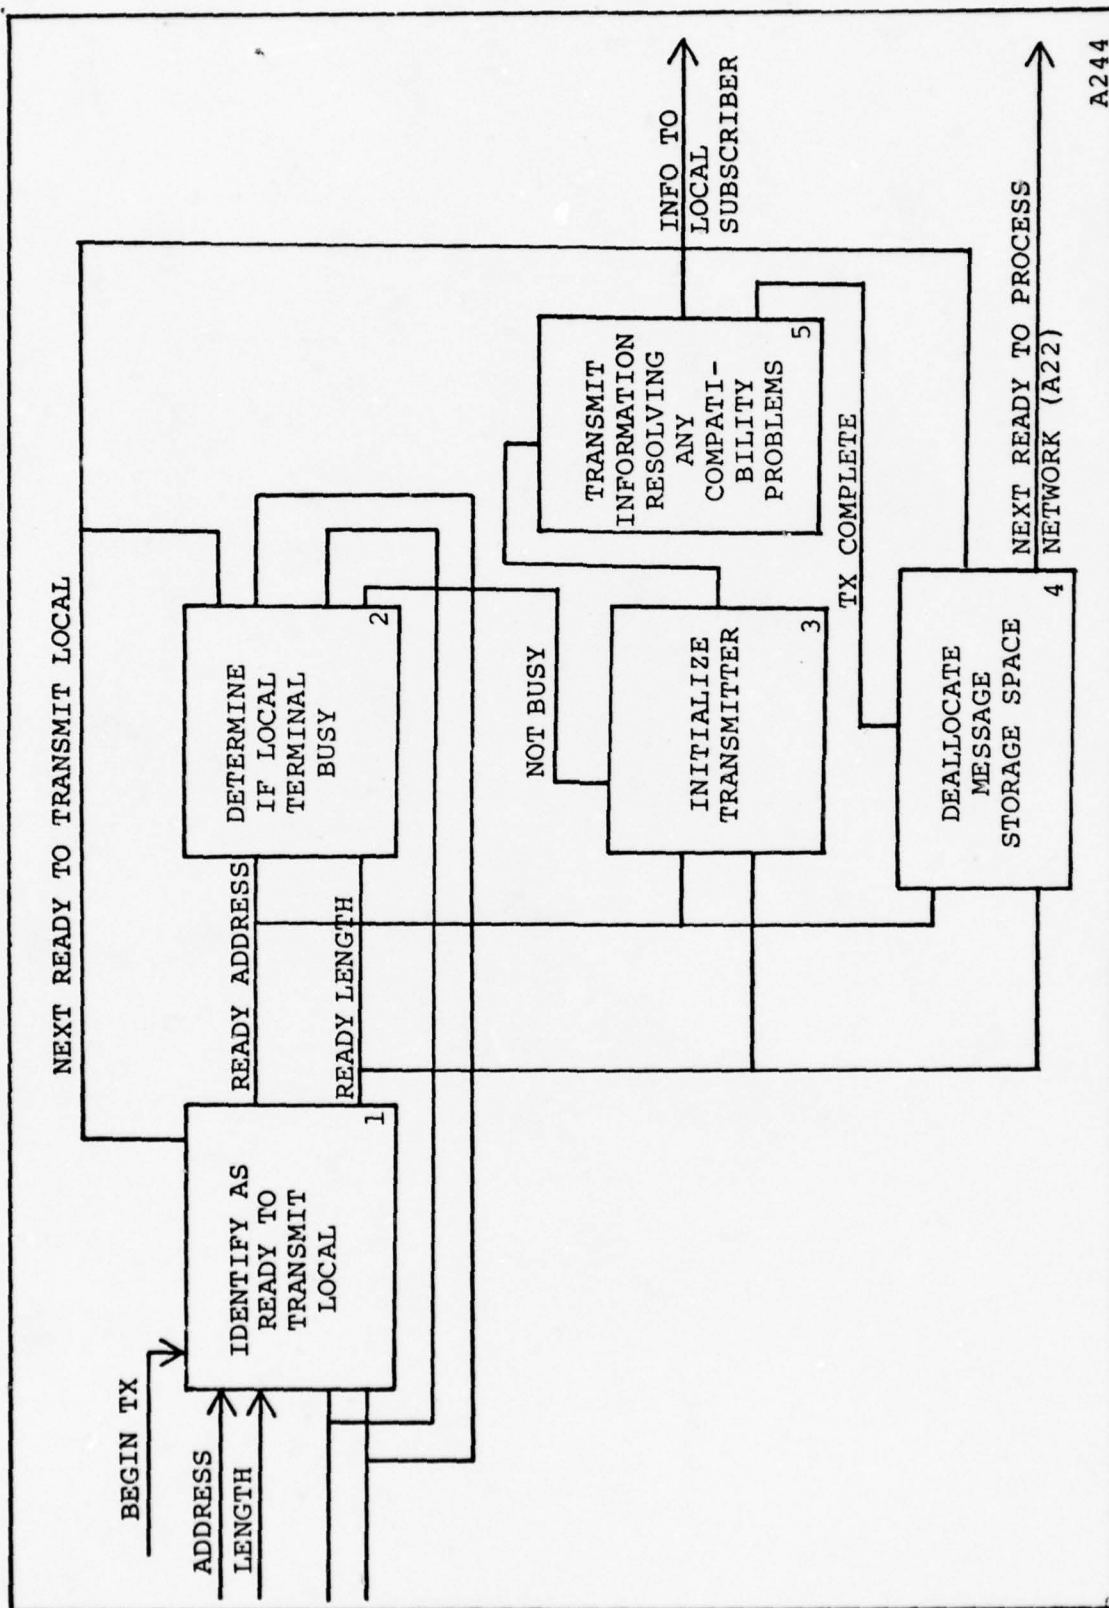 NEXT READY TO TRANSMIT LOCAL
BEGIN TX
ADDRESS
LENGTH
IDENTIFY AS
READY TO
TRANSMIT
LOCAL
1
READY ADDRESS
READY LENGTH
DETERMINE
IF LOCAL
TERMINAL
BUSY
2
NOT BUSY
INITIALIZE
TRANSMITTER
3
TRANSMIT
INFORMATION
RESOLVING
ANY
COMPATI-
BILITY
PROBLEMS
5
INFO TO
LOCAL
SUBSCRIBER
TX COMPLETE
DEALLOCATE
MESSAGE
STORAGE SPACE
4
NEXT READY TO PROCESS
NETWORK (A22)
A244